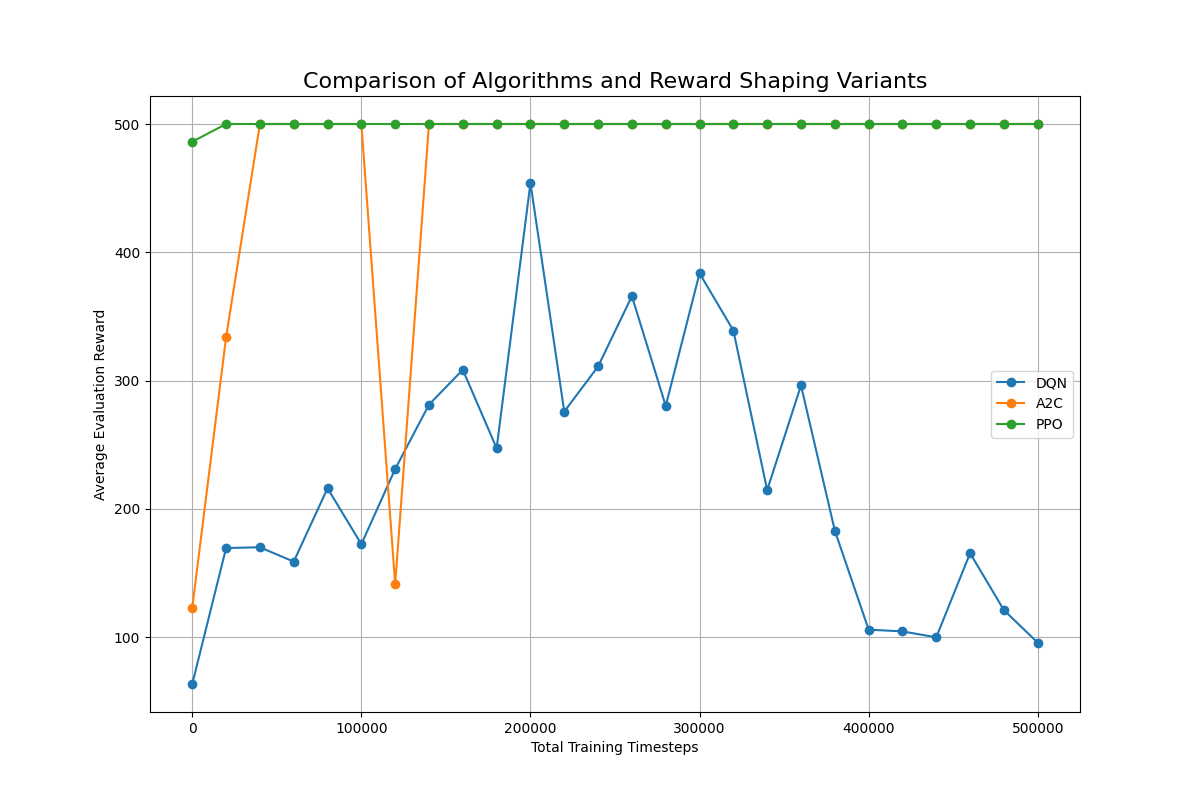 Comparison of Algorithms and Reward Shaping Variants
500
400
300
200
100
Average Evaluation Reward
DQN
A2C
PPO
0 100000 200000 300000 400000 500000
Total Training Timesteps